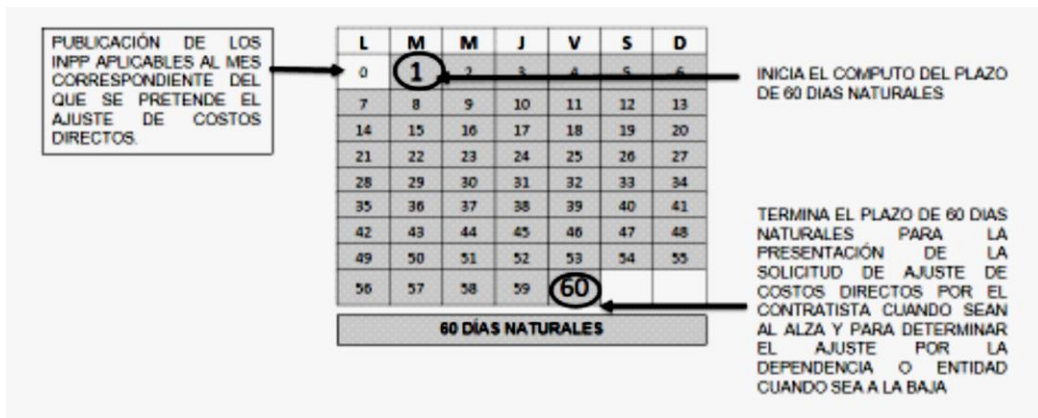 PUBLICACIÓN DE LOS
INPP APLICABLES AL MES
CORRESPONDIENTE DEL
QUE SE PRETENDE EL
AJUSTE DE COSTOS
DIRECTOS.
L M M J V S D
0 1 2 3 4 5 6
7 8 9 10 11 12 13
14 15 16 17 18 19 20
21 22 23 24 25 26 27
28 29 30 31 32 33 34
35 36 37 38 39 40 41
42 43 44 45 46 47 48
49 50 51 52 53 54 55
56 57 58 59 60
60 DÍAS NATURALES
INICIA EL COMPUTO DEL PLAZO
DE 60 DIAS NATURALES
TERMINA EL PLAZO DE 60 DIAS
NATURALES PARA LA
PRESENTACIÓN DE LA
SOLICITUD DE AJUSTE DE
COSTOS DIRECTOS POR EL
CONTRATISTA CUANDO SEAN
AL ALZA Y PARA DETERMINAR
EL AJUSTE POR LA
DEPENDENCIA O ENTIDAD
CUANDO SEA A LA BAJA